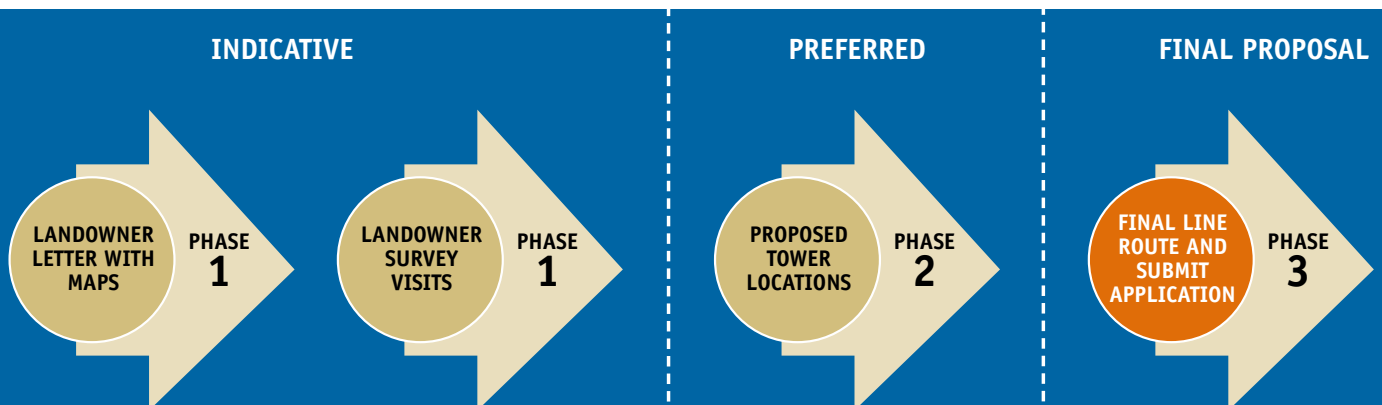 INDICATIVE
PREFERRED
FINAL PROPOSAL
LANDOWNER
LETTER WITH
MAPS
PHASE
1
LANDOWNER
SURVEY
VISITS
PHASE
1
PROPOSED
TOWER
LOCATIONS
PHASE
2
FINAL LINE
ROUTE AND
SUBMIT
APPLICATION
PHASE
3